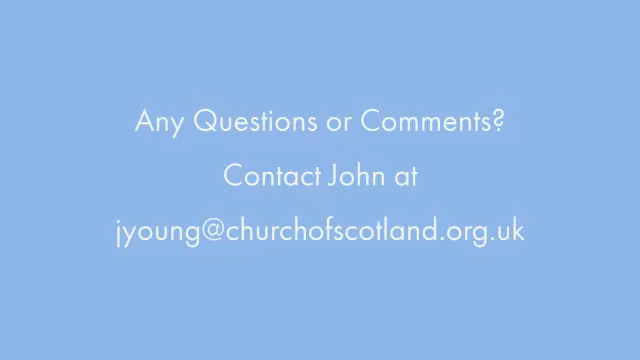 Any Questions or Comments?
Contact John at
jyoung@churchofscotland.org.uk